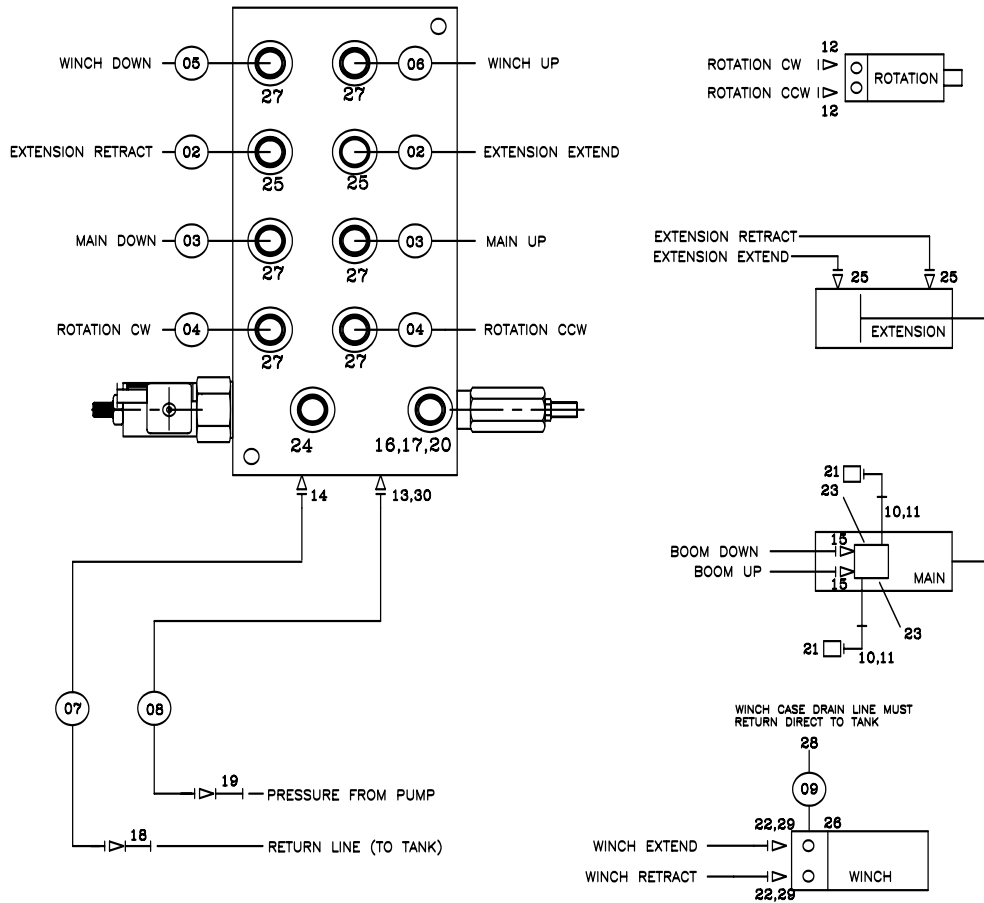 WINCH DOWN 05 06 WINCH UP
27 27
EXTENSION RETRACT 02 02 EXTENSION EXTEND
25 25
MAIN DOWN 03 03 MAIN UP
27 27
ROTATION CW 04 04 ROTATION CCW
27 27
24 16,17,20
14 13,30
07 08
19 PRESSURE FROM PUMP
18 RETURN LINE (TO TANK)
12
ROTATION CW
ROTATION
ROTATION CCW
12
EXTENSION RETRACT
EXTENSION EXTEND
25 25
EXTENSION
21
23
10,11
15
BOOM DOWN
BOOM UP
MAIN
15
23
21
10,11
WINCH CASE DRAIN LINE MUST
RETURN DIRECT TO TANK
28
09
22,29 26
WINCH EXTEND
WINCH RETRACT WINCH
22,29